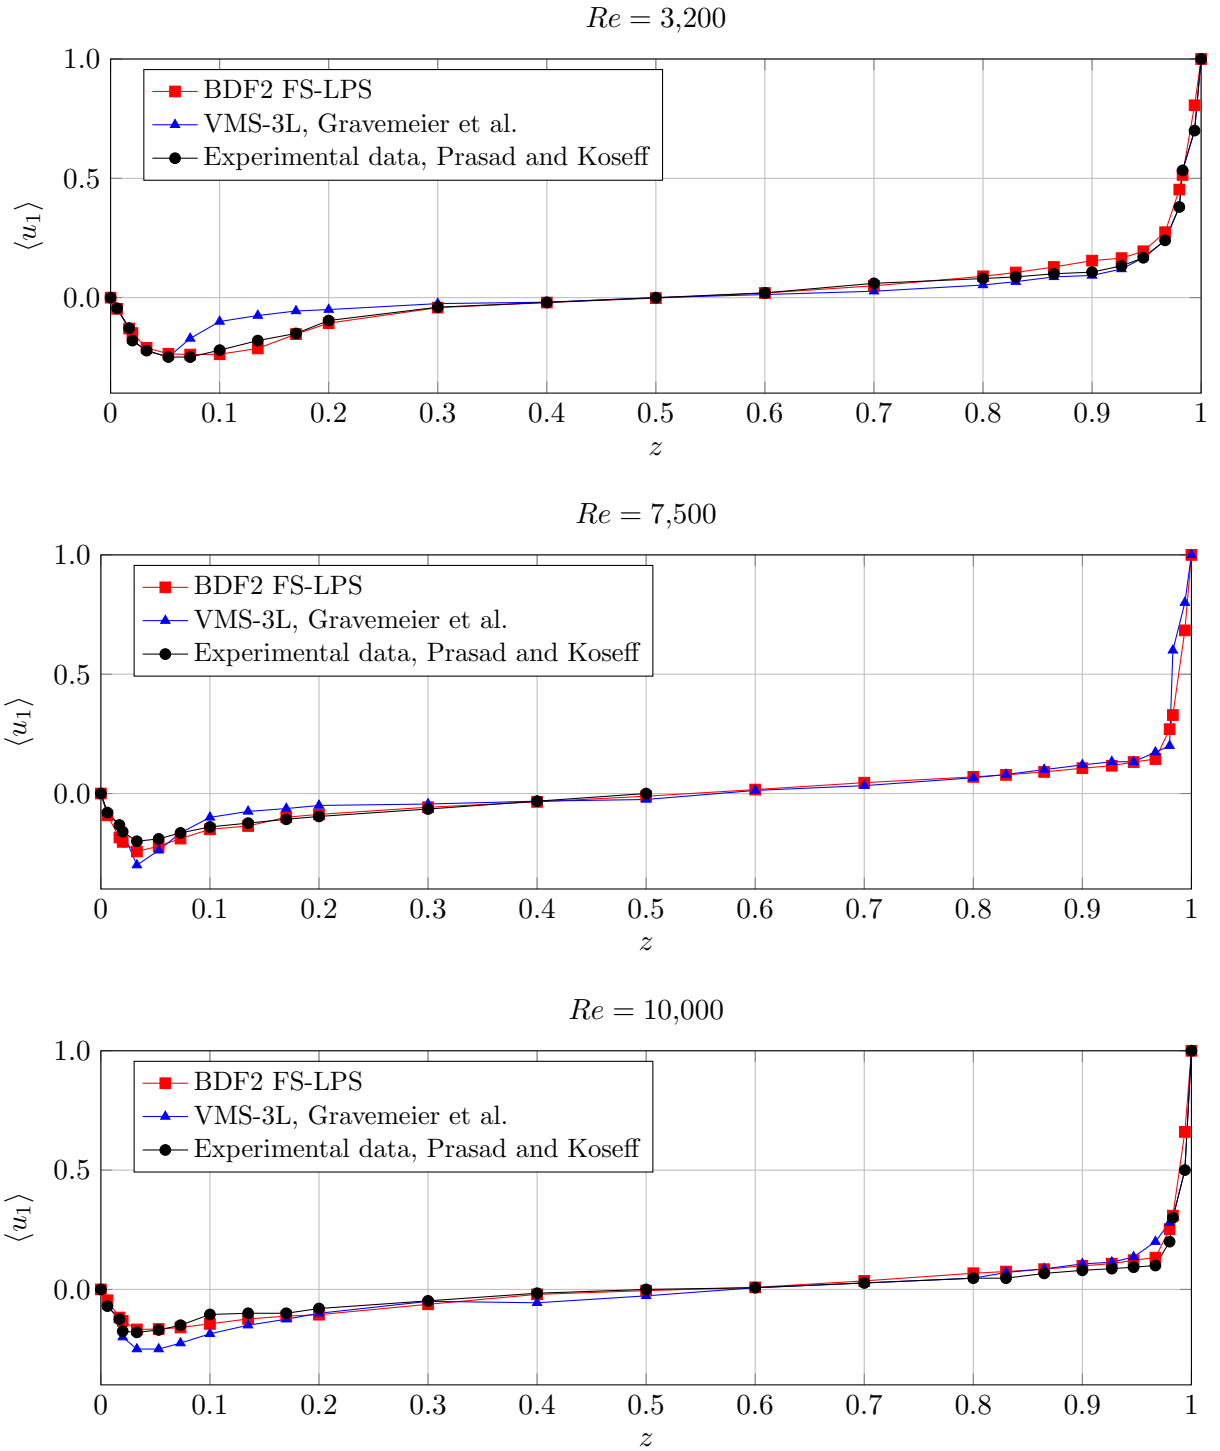 Re = 3,200
1.0
0.5
0.0
⟨u₁⟩
BDF2 FS-LPS
VMS-3L, Gravemeier et al.
Experimental data, Prasad and Koseff
0 0.1 0.2 0.3 0.4 0.5 0.6 0.7 0.8 0.9 1
z
Re = 7,500
1.0
0.5
0.0
⟨u₁⟩
BDF2 FS-LPS
VMS-3L, Gravemeier et al.
Experimental data, Prasad and Koseff
0 0.1 0.2 0.3 0.4 0.5 0.6 0.7 0.8 0.9 1
z
Re = 10,000
1.0
0.5
0.0
⟨u₁⟩
BDF2 FS-LPS
VMS-3L, Gravemeier et al.
Experimental data, Prasad and Koseff
0 0.1 0.2 0.3 0.4 0.5 0.6 0.7 0.8 0.9 1
z